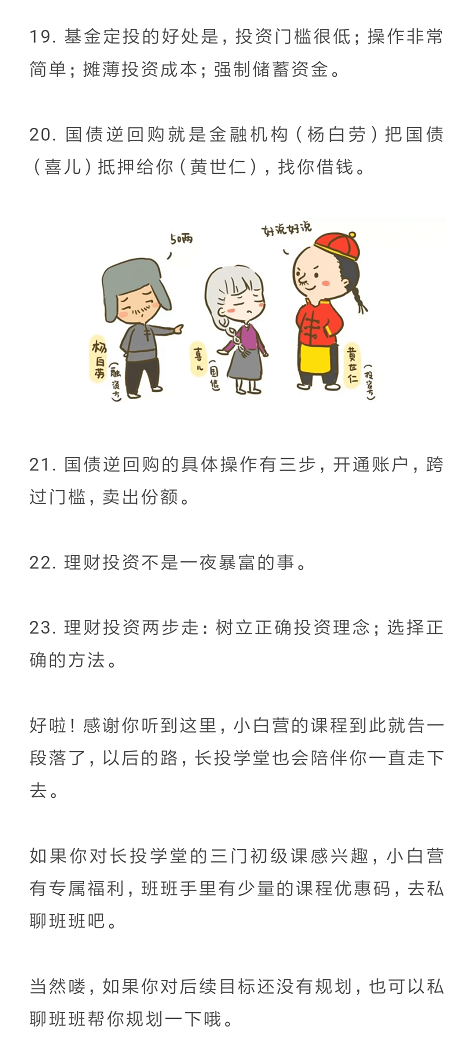 19. 基金定投的好处是，投资门槛很低；操作非常
简单；摊薄投资成本；强制储蓄资金。
20. 国债逆回购就是金融机构（杨白劳）把国债
（喜儿）抵押给你（黄世仁），找你借钱。
50两
好说好说
杨白劳
（融资方）
喜儿
国债
黄世仁
（投资方）
21. 国债逆回购的具体操作有三步，开通账户，跨
过门槛，卖出份额。
22. 理财投资不是一夜暴富的事。
23. 理财投资两步走：树立正确投资理念；选择正
确的方法。
好啦！感谢你听到这里，小白营的课程到此就告一
段落了，以后的路，长投学堂也会陪伴你一直走下
去。
如果你对长投学堂的三门初级课感兴趣，小白营
有专属福利，班班手里有少量的课程优惠码，去私
聊班班吧。
当然喽，如果你对后续目标还没有规划，也可以私
聊班班帮你规划一下哦。